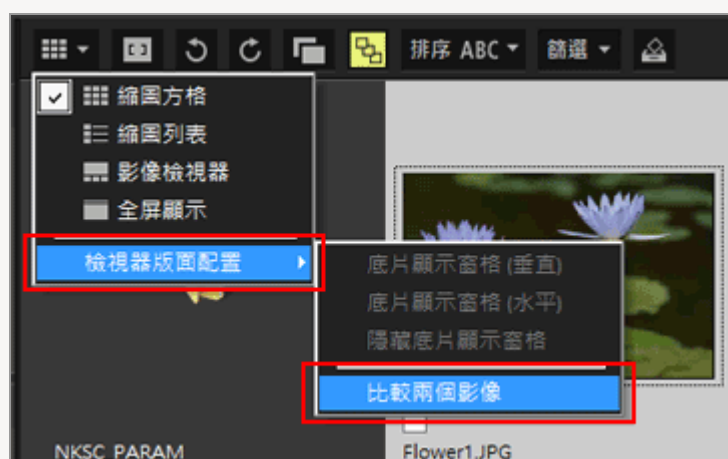 排序 ABC
篩選
縮圖方格
縮圖列表
影像檢視器
全屏顯示
檢視器版面配置
底片顯示窗格 (垂直)
底片顯示窗格 (水平)
隱藏底片顯示窗格
比較兩個影像
NKSC_PARAM
Flower1.JPG